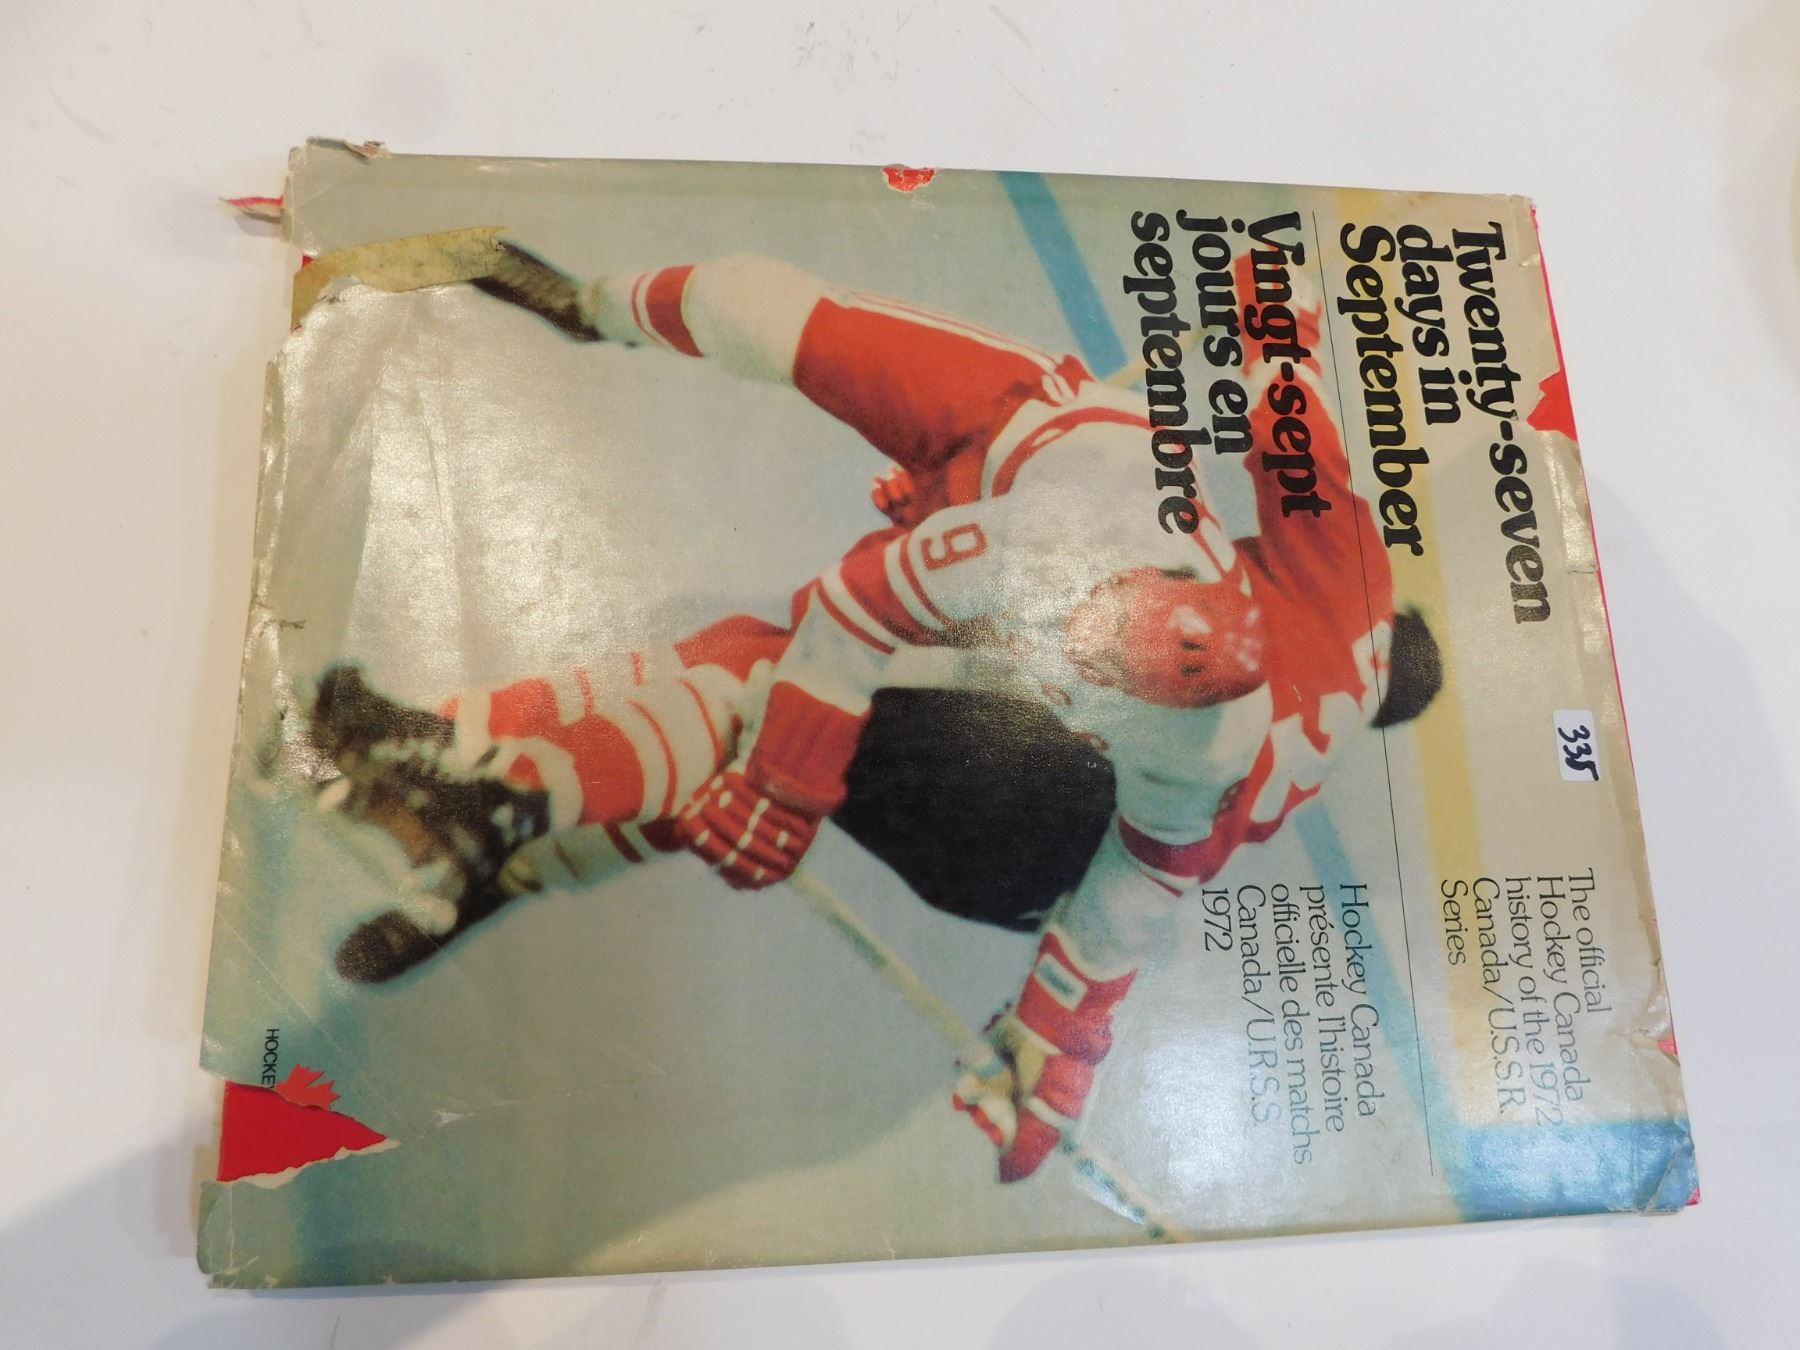 Twenty-seven
days in
September
The official
Hockey Canada
history of the 1972
Canada/U.S.S.R.
Series
Vingt-sept
jours en
septembre
Hockey Canada
présente l'histoire
officielle des matchs
Canada/U.R.S.S.
1972
335
9
HOCKEY